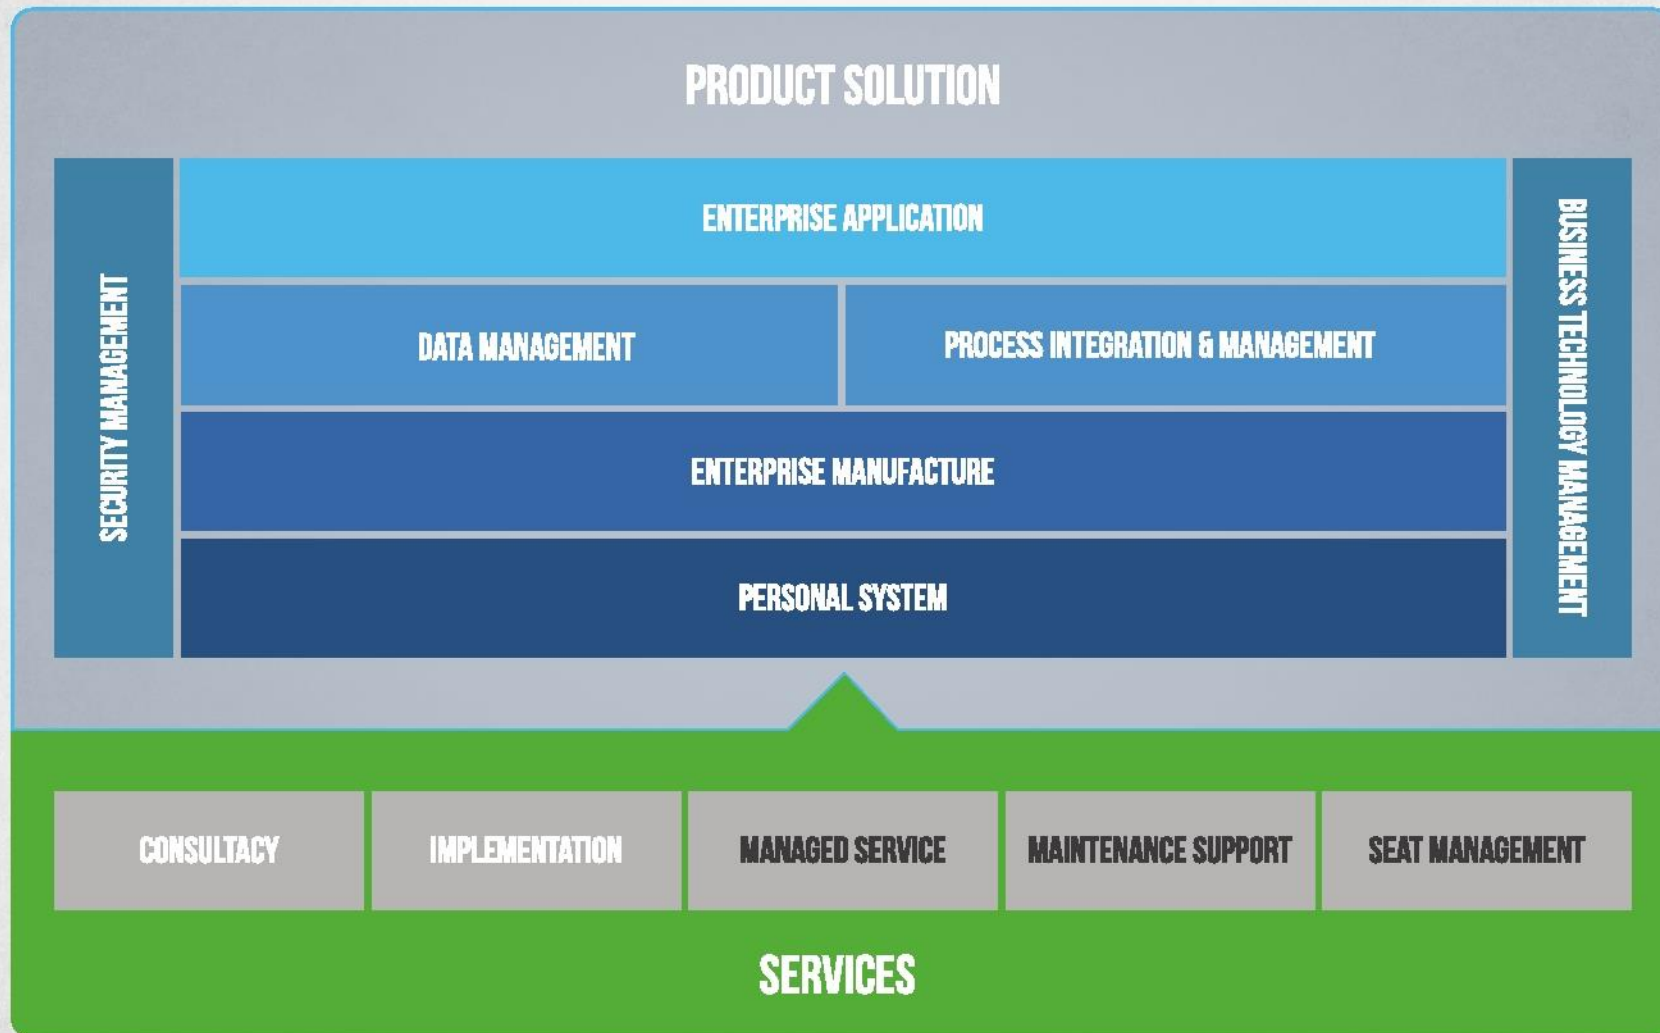 PRODUCT SOLUTION
SECURITY MANAGEMENT
ENTERPRISE APPLICATION
DATA MANAGEMENT
PROCESS INTEGRATION & MANAGEMENT
ENTERPRISE MANUFACTURE
PERSONAL SYSTEM
BUSINESS TECHNOLOGY MANAGEMENT
CONSULTACY
IMPLEMENTATION
MANAGED SERVICE
MAINTENANCE SUPPORT
SEAT MANAGEMENT
SERVICES